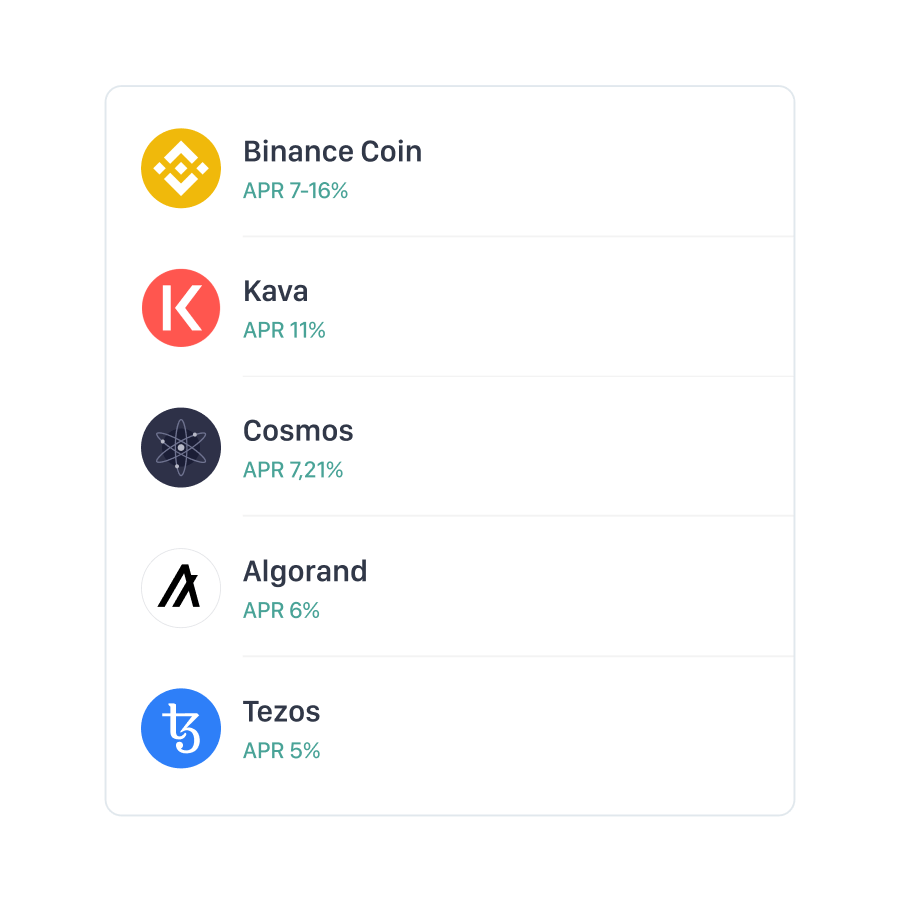 Binance Coin
APR 7-16%
Kava
APR 11%
Cosmos
APR 7,21%
Algorand
APR 6%
Tezos
APR 5%